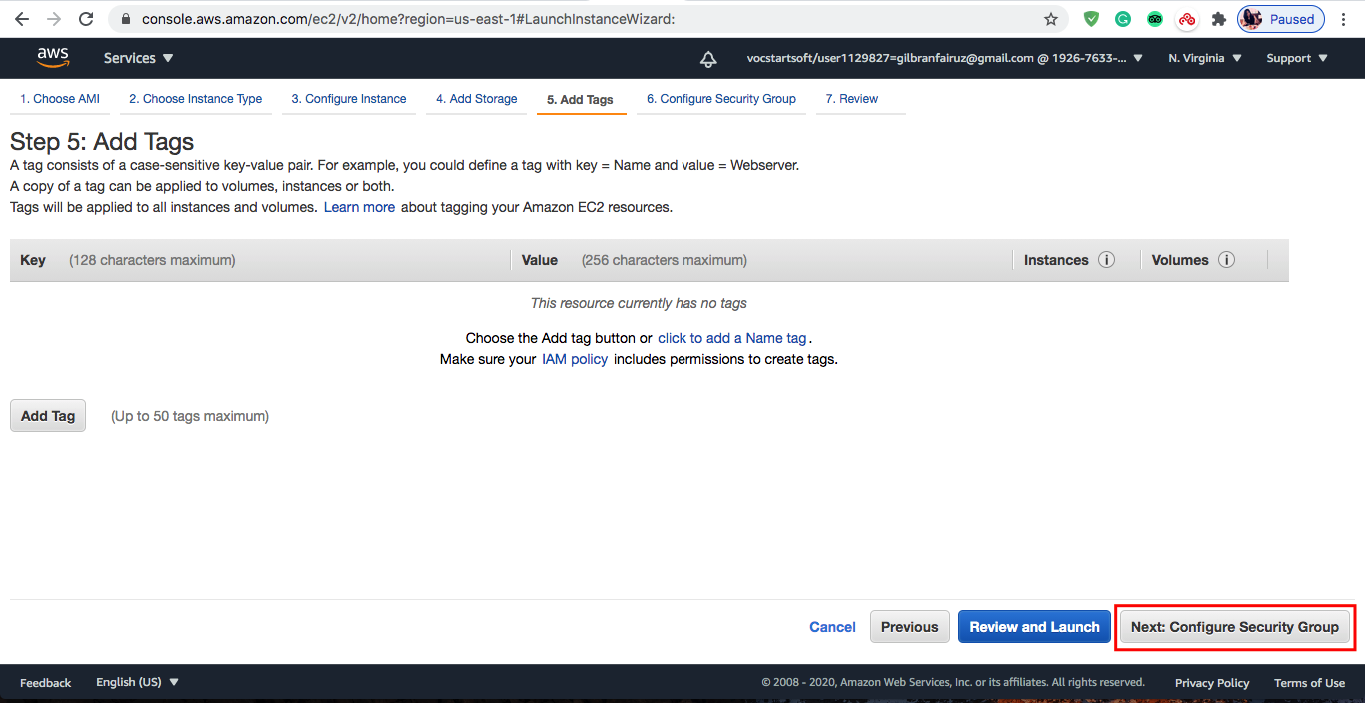 console.aws.amazon.com/ec2/v2/home?region=us-east-1#LaunchInstanceWizard:
Paused
aws
Services
vocstartsoft/user1129827=gilbranfairuz@gmail.com @ 1926-7633-...
N. Virginia
Support
1. Choose AMI
2. Choose Instance Type
3. Configure Instance
4. Add Storage
5. Add Tags
6. Configure Security Group
7. Review
Step 5: Add Tags
A tag consists of a case-sensitive key-value pair. For example, you could define a tag with key = Name and value = Webserver.
A copy of a tag can be applied to volumes, instances or both.
Tags will be applied to all instances and volumes. Learn more about tagging your Amazon EC2 resources.
Key (128 characters maximum)
Value (256 characters maximum)
Instances
Volumes
This resource currently has no tags
Choose the Add tag button or click to add a Name tag.
Make sure your IAM policy includes permissions to create tags.
Add Tag
(Up to 50 tags maximum)
Cancel
Previous
Review and Launch
Next: Configure Security Group
Feedback
English (US)
© 2008 - 2020, Amazon Web Services, Inc. or its affiliates. All rights reserved.
Privacy Policy
Terms of Use